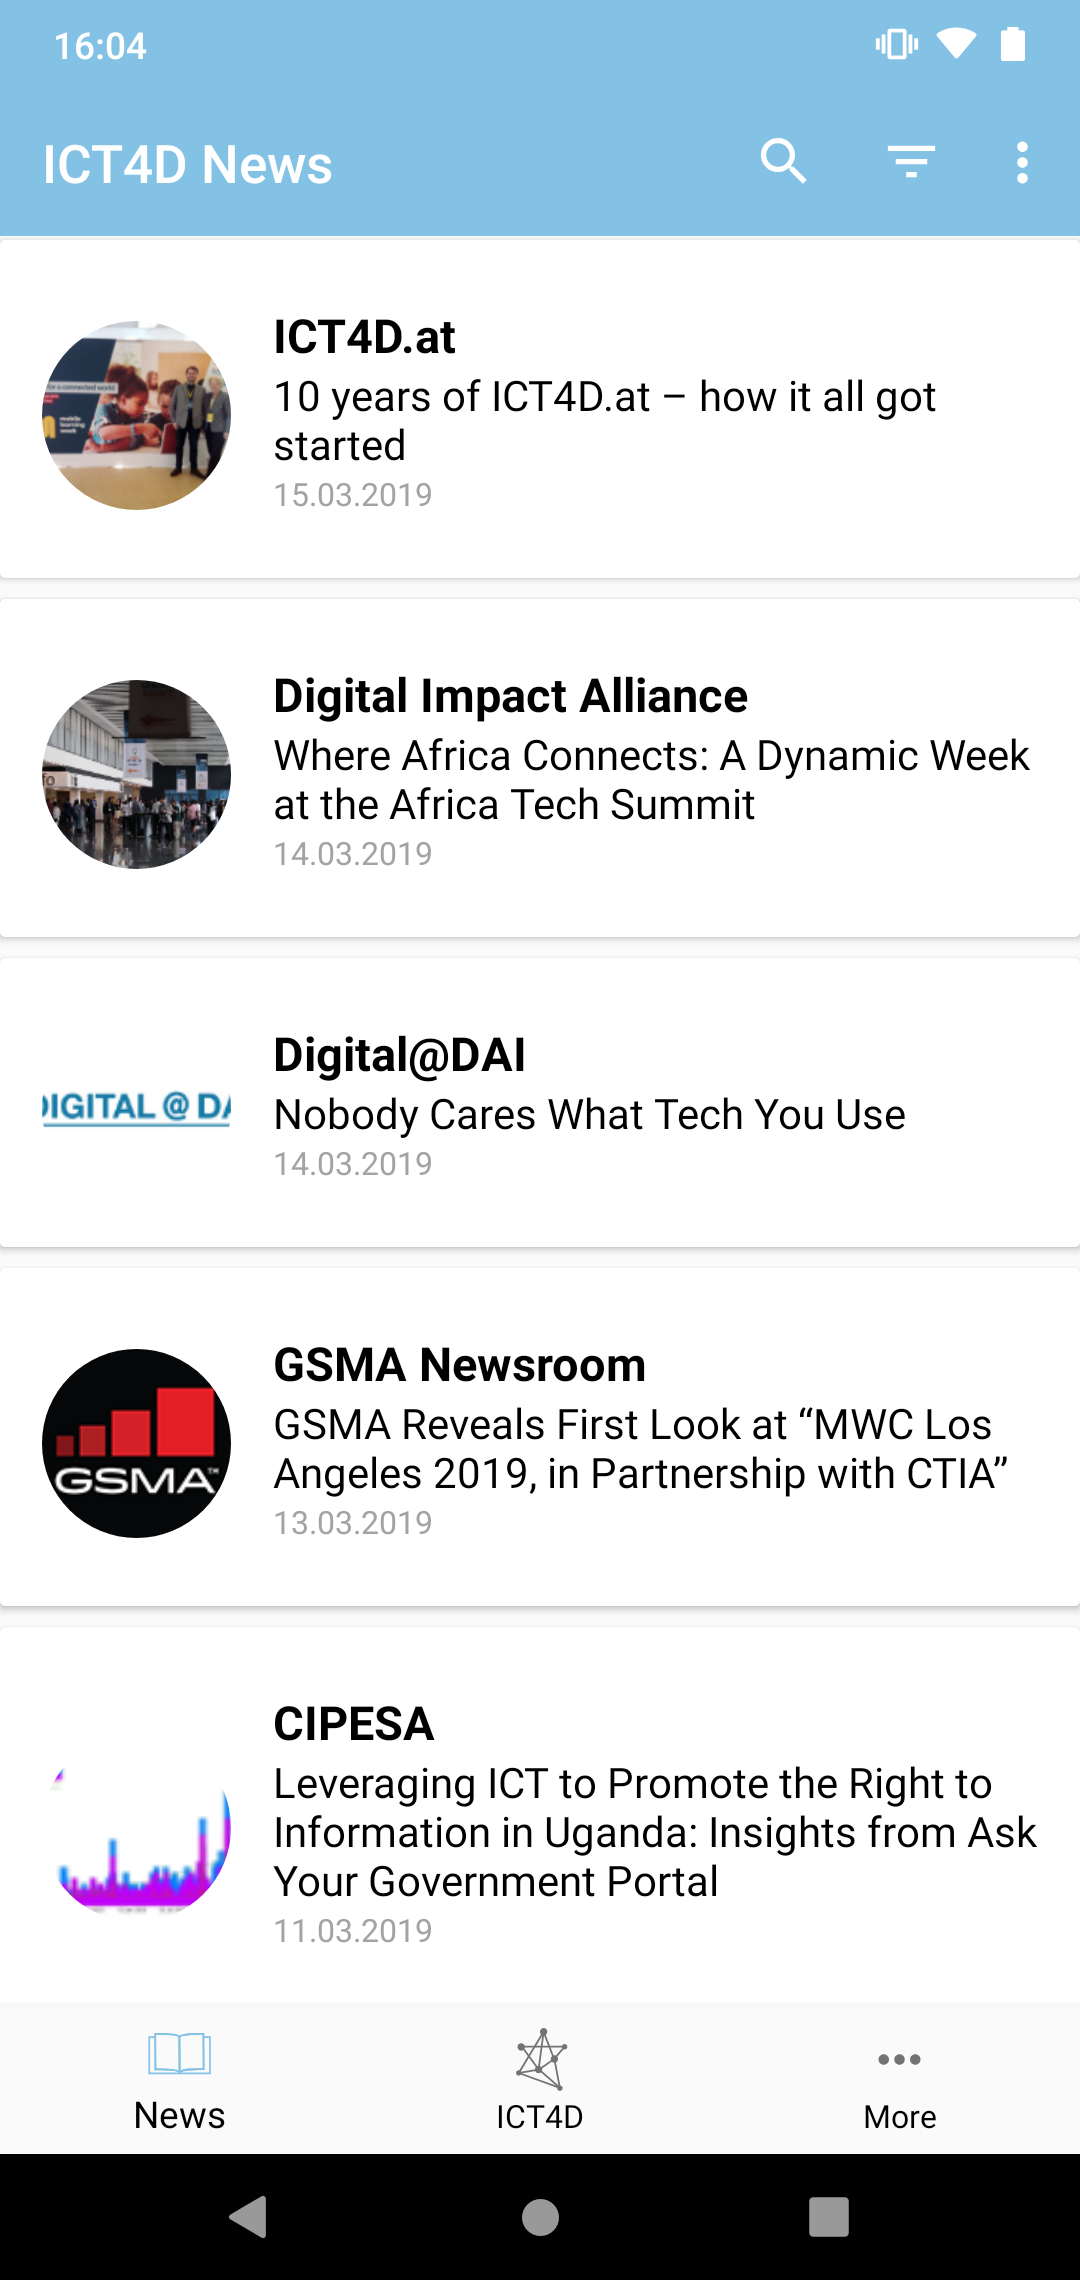 16:04
ICT4D News
ICT4D.at
10 years of ICT4D.at – how it all got
started
15.03.2019
Digital Impact Alliance
Where Africa Connects: A Dynamic Week
at the Africa Tech Summit
14.03.2019
Digital@DAI
IGITAL @ DA
Nobody Cares What Tech You Use
14.03.2019
GSMA Newsroom
GSMA™
GSMA Reveals First Look at “MWC Los
Angeles 2019, in Partnership with CTIA”
13.03.2019
CIPESA
Leveraging ICT to Promote the Right to
Information in Uganda: Insights from Ask
Your Government Portal
11.03.2019
News
ICT4D
More